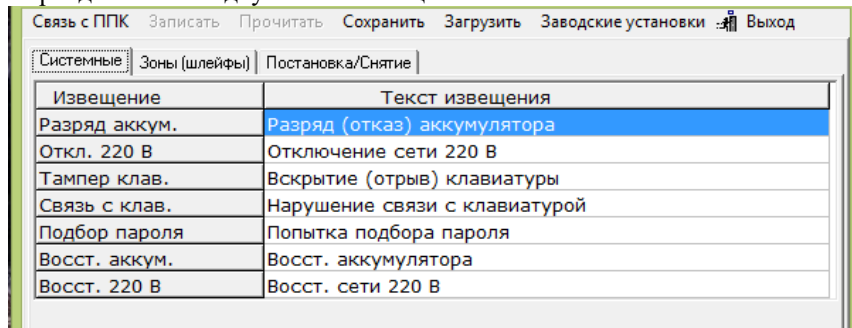 Связь с ППК Записать Прочитать Сохранить Загрузить Заводские установки Выход
Системные Зоны (шлейфы) Постановка/Снятие
Извещение Текст извещения
Разряд аккум. Разряд (отказ) аккумулятора
Откл. 220 В Отключение сети 220 В
Тампер клав. Вскрытие (отрыв) клавиатуры
Связь с клав. Нарушение связи с клавиатурой
Подбор пароля Попытка подбора пароля
Восст. аккум. Восст. аккумулятора
Восст. 220 В Восст. сети 220 В